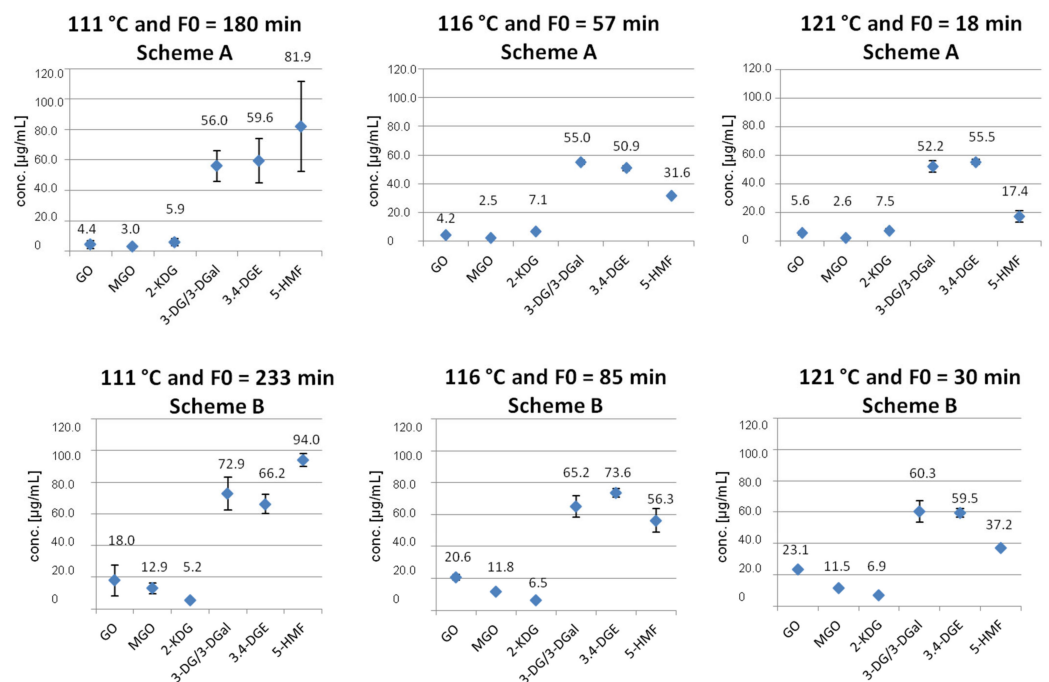 111 °C and F0 = 180 min
Scheme A
conc. [µg/mL]
120.0
100.0
80.0
60.0
40.0
20.0
0
4.4
3.0
5.9
56.0
59.6
81.9
GO
MGO
2-KDG
3-DG/3-DGal
3.4-DGE
5-HMF
116 °C and F0 = 57 min
Scheme A
conc. [µg/mL]
120.0
100.0
80.0
60.0
40.0
20.0
0
4.2
2.5
7.1
55.0
50.9
31.6
GO
MGO
2-KDG
3-DG/3-DGal
3.4-DGE
5-HMF
121 °C and F0 = 18 min
Scheme A
conc. [µg/mL]
120.0
100.0
80.0
60.0
40.0
20.0
0
5.6
2.6
7.5
52.2
55.5
17.4
GO
MGO
2-KDG
3-DG/3-DGal
3.4-DGE
5-HMF
111 °C and F0 = 233 min
Scheme B
conc. [µg/mL]
120.0
100.0
80.0
60.0
40.0
20.0
0
18.0
12.9
5.2
72.9
66.2
94.0
GO
MGO
2-KDG
3-DG/3-DGal
3.4-DGE
5-HMF
116 °C and F0 = 85 min
Scheme B
conc. [µg/mL]
120.0
100.0
80.0
60.0
40.0
20.0
0
20.6
11.8
6.5
65.2
73.6
56.3
GO
MGO
2-KDG
3-DG/3-DGal
3.4-DGE
5-HMF
121 °C and F0 = 30 min
Scheme B
conc. [µg/mL]
120.0
100.0
80.0
60.0
40.0
20.0
0
23.1
11.5
6.9
60.3
59.5
37.2
GO
MGO
2-KDG
3-DG/3-DGal
3.4-DGE
5-HMF